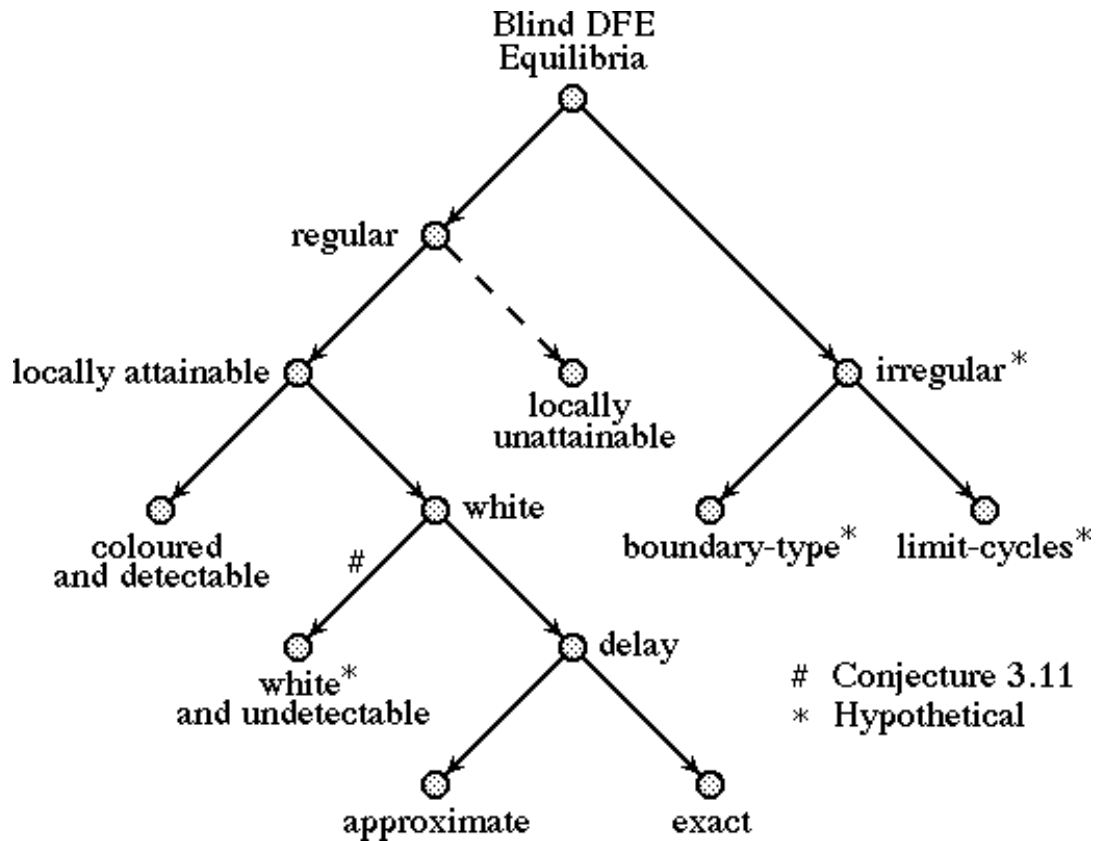 Blind DFE
Equilibria
regular
locally attainable
locally
unattainable
irregular*
coloured
and detectable
white
boundary-type*
limit-cycles*
#
white*
and undetectable
delay
# Conjecture 3.11
* Hypothetical
approximate
exact